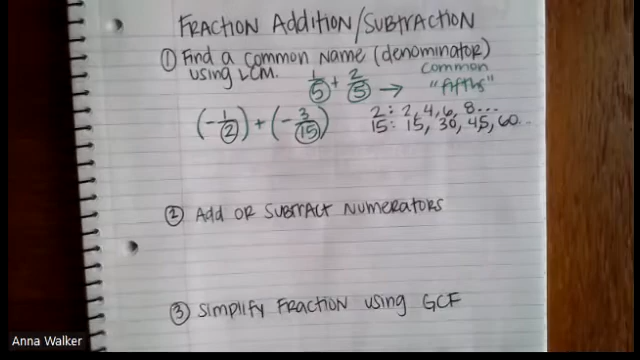 FRACTION ADDITION/SUBTRACTION
① Find a common name (denominator)
using LCM.
1/5 + 2/5 → common "fifths"
(-1/2) + (-3/15)
2: 2, 4, 6, 8...
15: 15, 30, 45, 60...
② Add OR SUBTRACT NUMERATORS
③ Simplify Fraction using GCF
Anna Walker